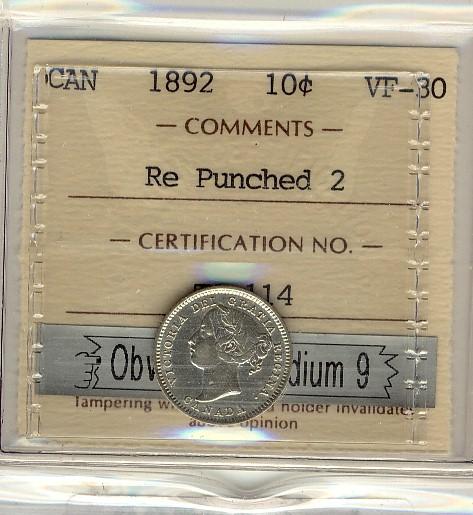 CAN 1892 10¢ VF-30
— COMMENTS —
Re Punched 2
— CERTIFICATION NO. —
114
Obv dium 9
Tampering holder invalidates
opinion
VICTORIA DEI GRATIA REGINA.
CANADA